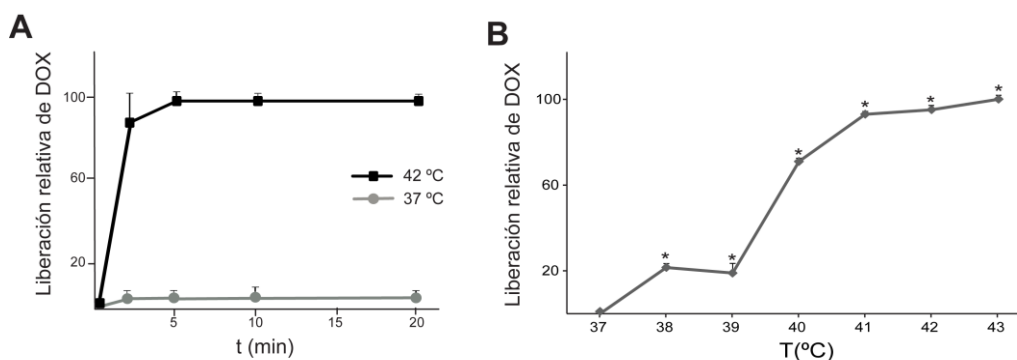 A
Liberación relativa de DOX
100
60
20
42 ºC
37 ºC
5
10
15
20
t (min)
B
Liberación relativa de DOX
100
60
20
*
*
*
*
*
*
37
38
39
40
41
42
43
T(ºC)